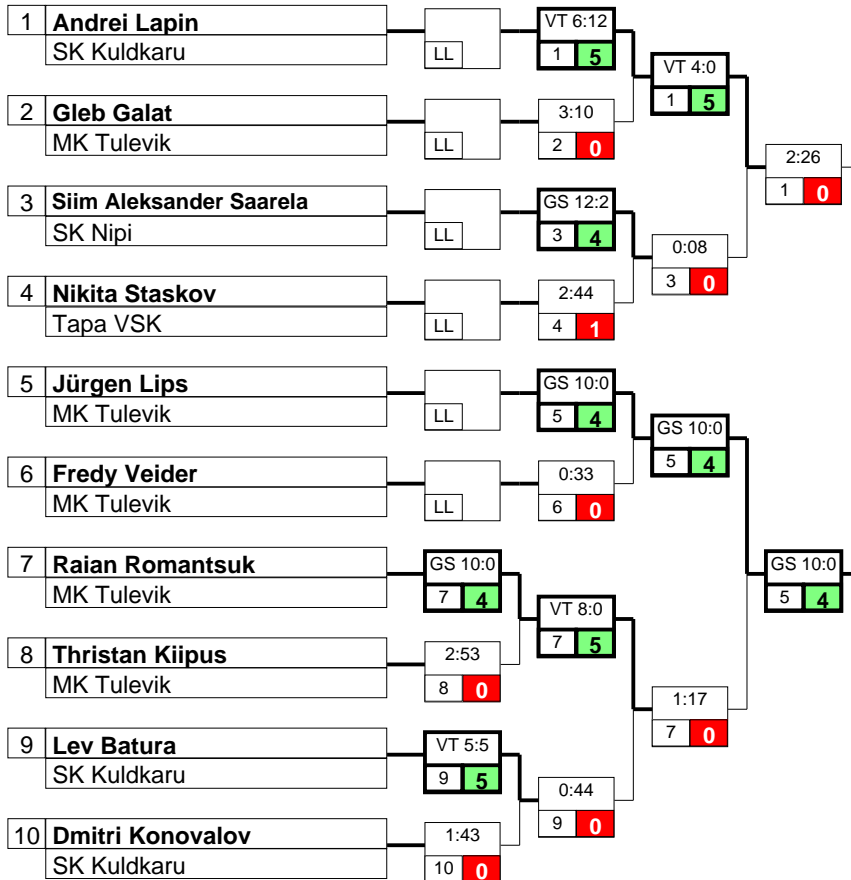 1 Andrei Lapin
SK Kuldkaru
LL
VT 6:12
1 5
VT 4:0
1 5
2 Gleb Galat
MK Tulevik
LL
3:10
2 0
2:26
1 0
3 Siim Aleksander Saarela
SK Nipi
LL
GS 12:2
3 4
0:08
3 0
4 Nikita Staskov
Tapa VSK
LL
2:44
4 1
5 Jürgen Lips
MK Tulevik
LL
GS 10:0
5 4
GS 10:0
5 4
6 Fredy Veider
MK Tulevik
LL
0:33
6 0
7 Raian Romantsuk
MK Tulevik
GS 10:0
7 4
VT 8:0
7 5
GS 10:0
5 4
8 Thristan Kiipus
MK Tulevik
2:53
8 0
1:17
7 0
9 Lev Batura
SK Kuldkaru
VT 5:5
9 5
0:44
9 0
10 Dmitri Konovalov
SK Kuldkaru
1:43
10 0